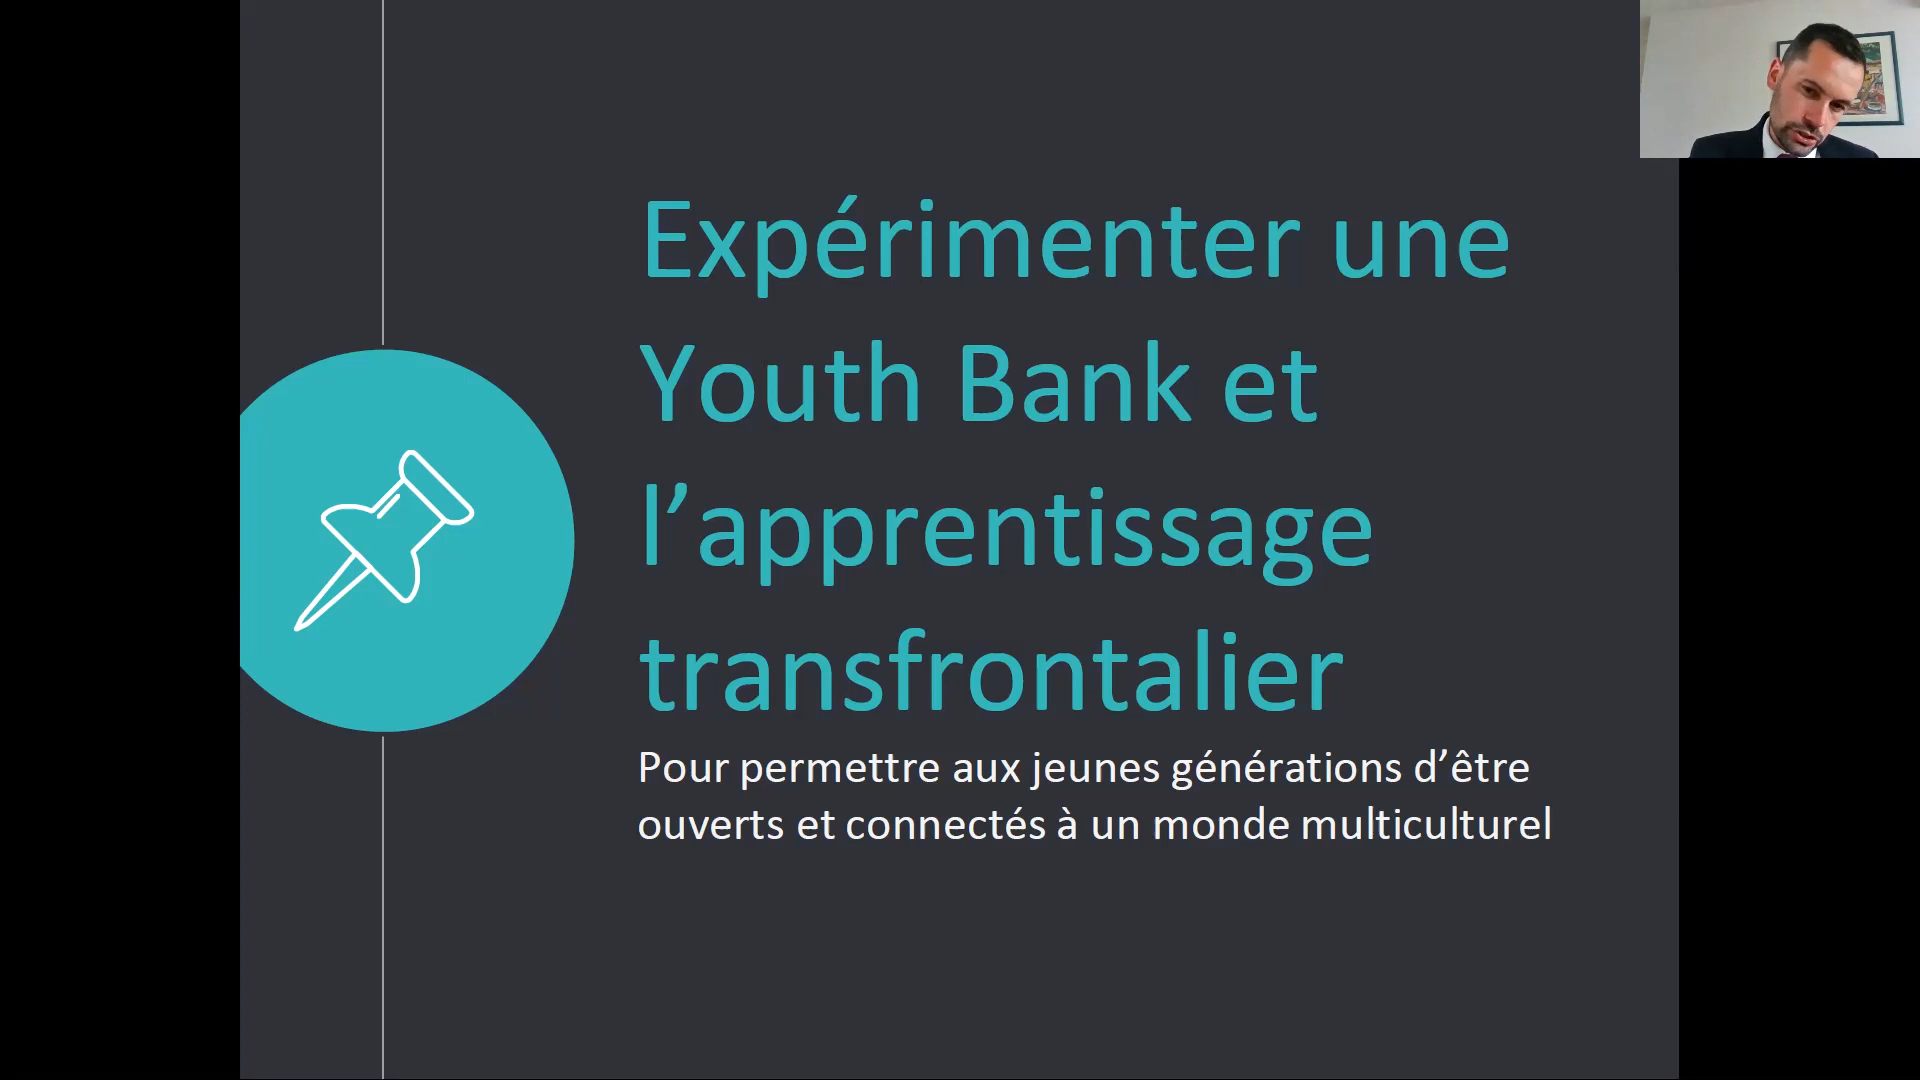 Expérimenter une
Youth Bank et
l’apprentissage
transfrontalier
Pour permettre aux jeunes générations d’être
ouverts et connectés à un monde multiculturel